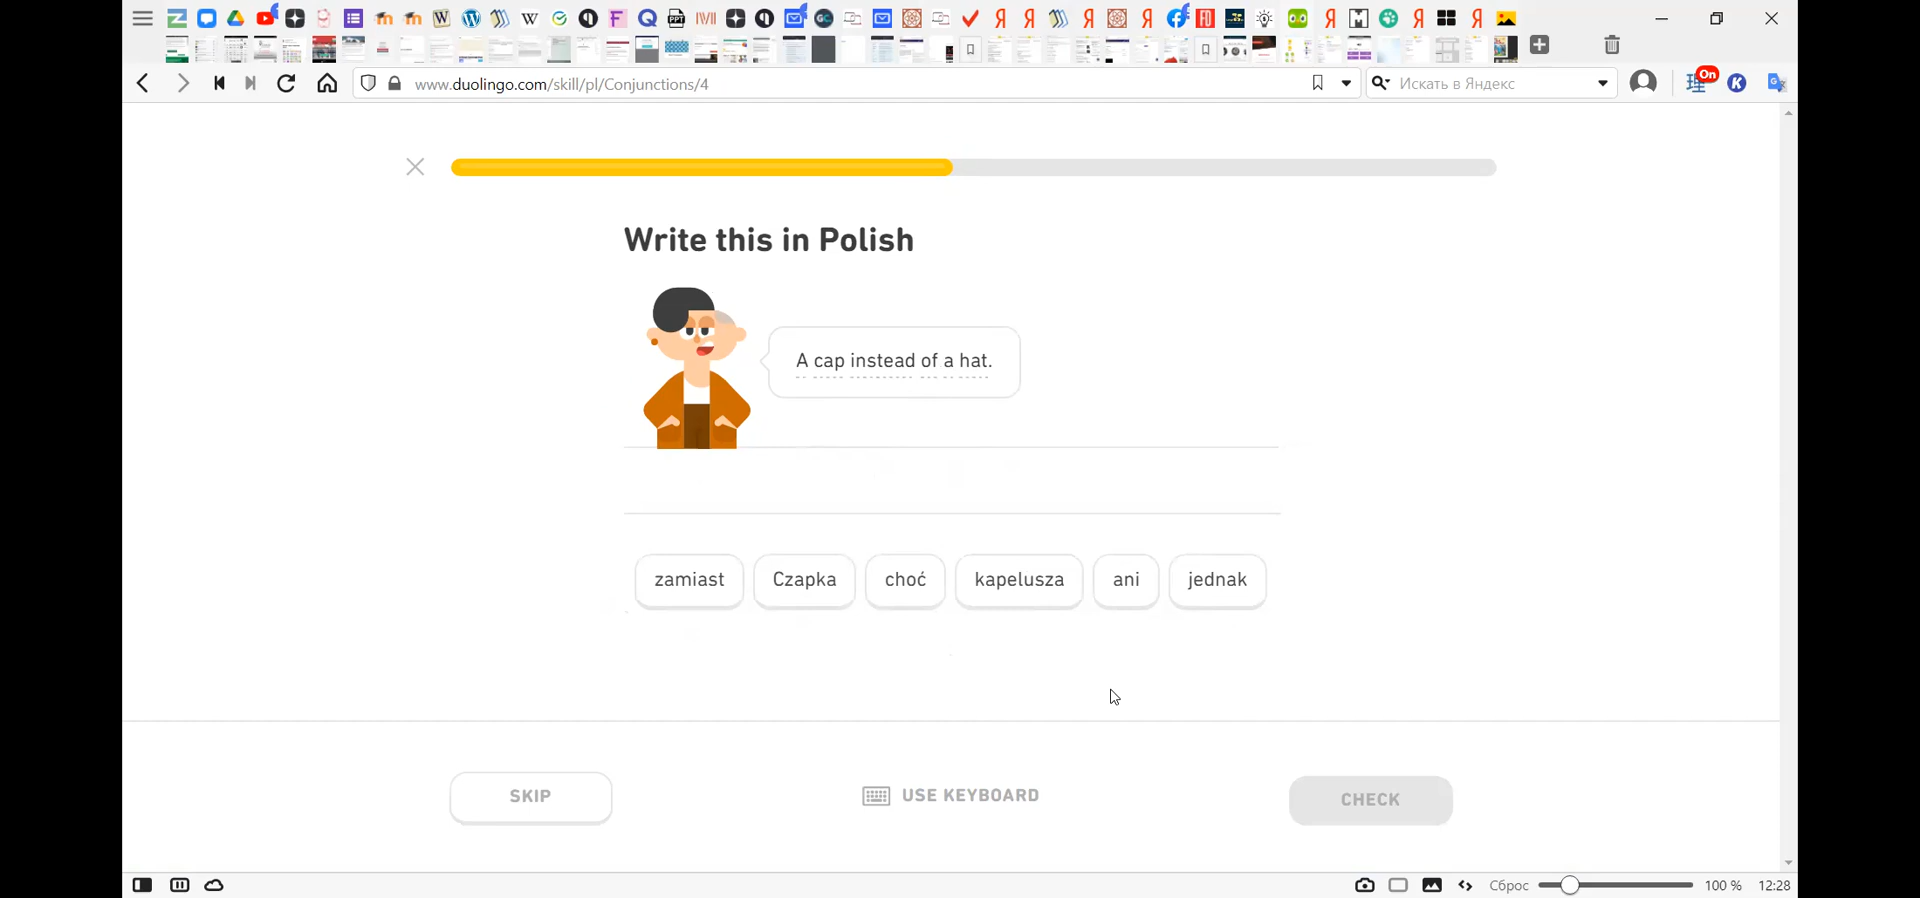 www.duolingo.com/skill/pl/Conjunctions/4
Искать в Яндекс
On
Write this in Polish
A cap instead of a hat.
zamiast Czapka choć kapelusza ani jednak
SKIP
USE KEYBOARD
CHECK
Сброс 100 % 12:28